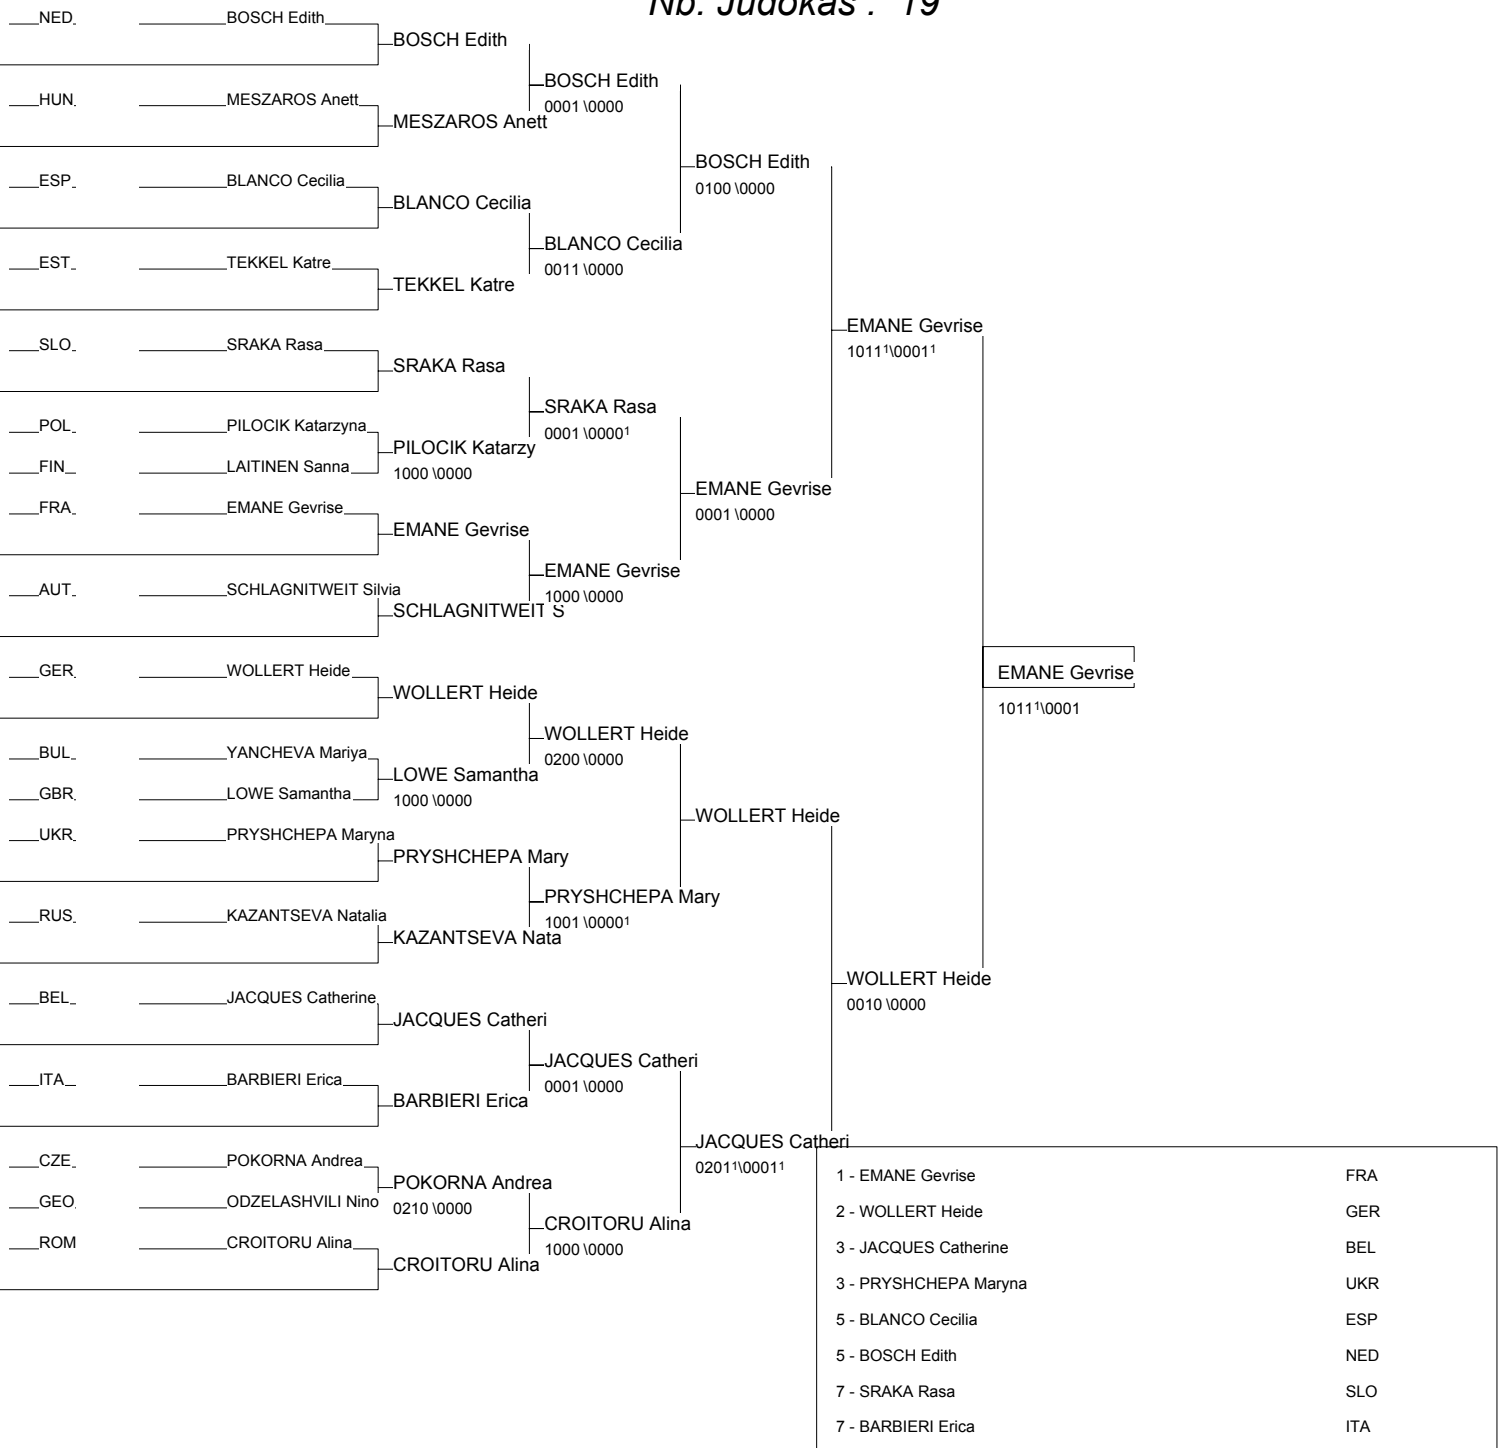 Nb. Judokas : 19
NED BOSCH Edith
BOSCH Edith
BOSCH Edith
0001 \0000
HUN MESZAROS Anett
MESZAROS Anett
BOSCH Edith
0100 \0000
ESP BLANCO Cecilia
BLANCO Cecilia
BLANCO Cecilia
0011 \0000
EST TEKKEL Katre
TEKKEL Katre
EMANE Gevrise
1011¹\0001¹
SLO SRAKA Rasa
SRAKA Rasa
SRAKA Rasa
0001 \0000¹
POL PILOCIK Katarzyna
PILOCIK Katarzy
1000 \0000
FIN LAITINEN Sanna
EMANE Gevrise
0001 \0000
FRA EMANE Gevrise
EMANE Gevrise
EMANE Gevrise
1000 \0000
AUT SCHLAGNITWEIT Silvia
SCHLAGNITWEIT S
EMANE Gevrise
1011¹\0001
GER WOLLERT Heide
WOLLERT Heide
WOLLERT Heide
0200 \0000
BUL YANCHEVA Mariya
LOWE Samantha
1000 \0000
GBR LOWE Samantha
WOLLERT Heide
UKR PRYSHCHEPA Maryna
PRYSHCHEPA Mary
PRYSHCHEPA Mary
1001 \0000¹
RUS KAZANTSEVA Natalia
KAZANTSEVA Nata
WOLLERT Heide
0010 \0000
BEL JACQUES Catherine
JACQUES Catheri
JACQUES Catheri
0001 \0000
ITA BARBIERI Erica
BARBIERI Erica
JACQUES Catheri
0201¹\0001¹
CZE POKORNA Andrea
POKORNA Andrea
0210 \0000
GEO ODZELASHVILI Nino
CROITORU Alina
1000 \0000
ROM CROITORU Alina
CROITORU Alina
1 - EMANE Gevrise FRA
2 - WOLLERT Heide GER
3 - JACQUES Catherine BEL
3 - PRYSHCHEPA Maryna UKR
5 - BLANCO Cecilia ESP
5 - BOSCH Edith NED
7 - SRAKA Rasa SLO
7 - BARBIERI Erica ITA